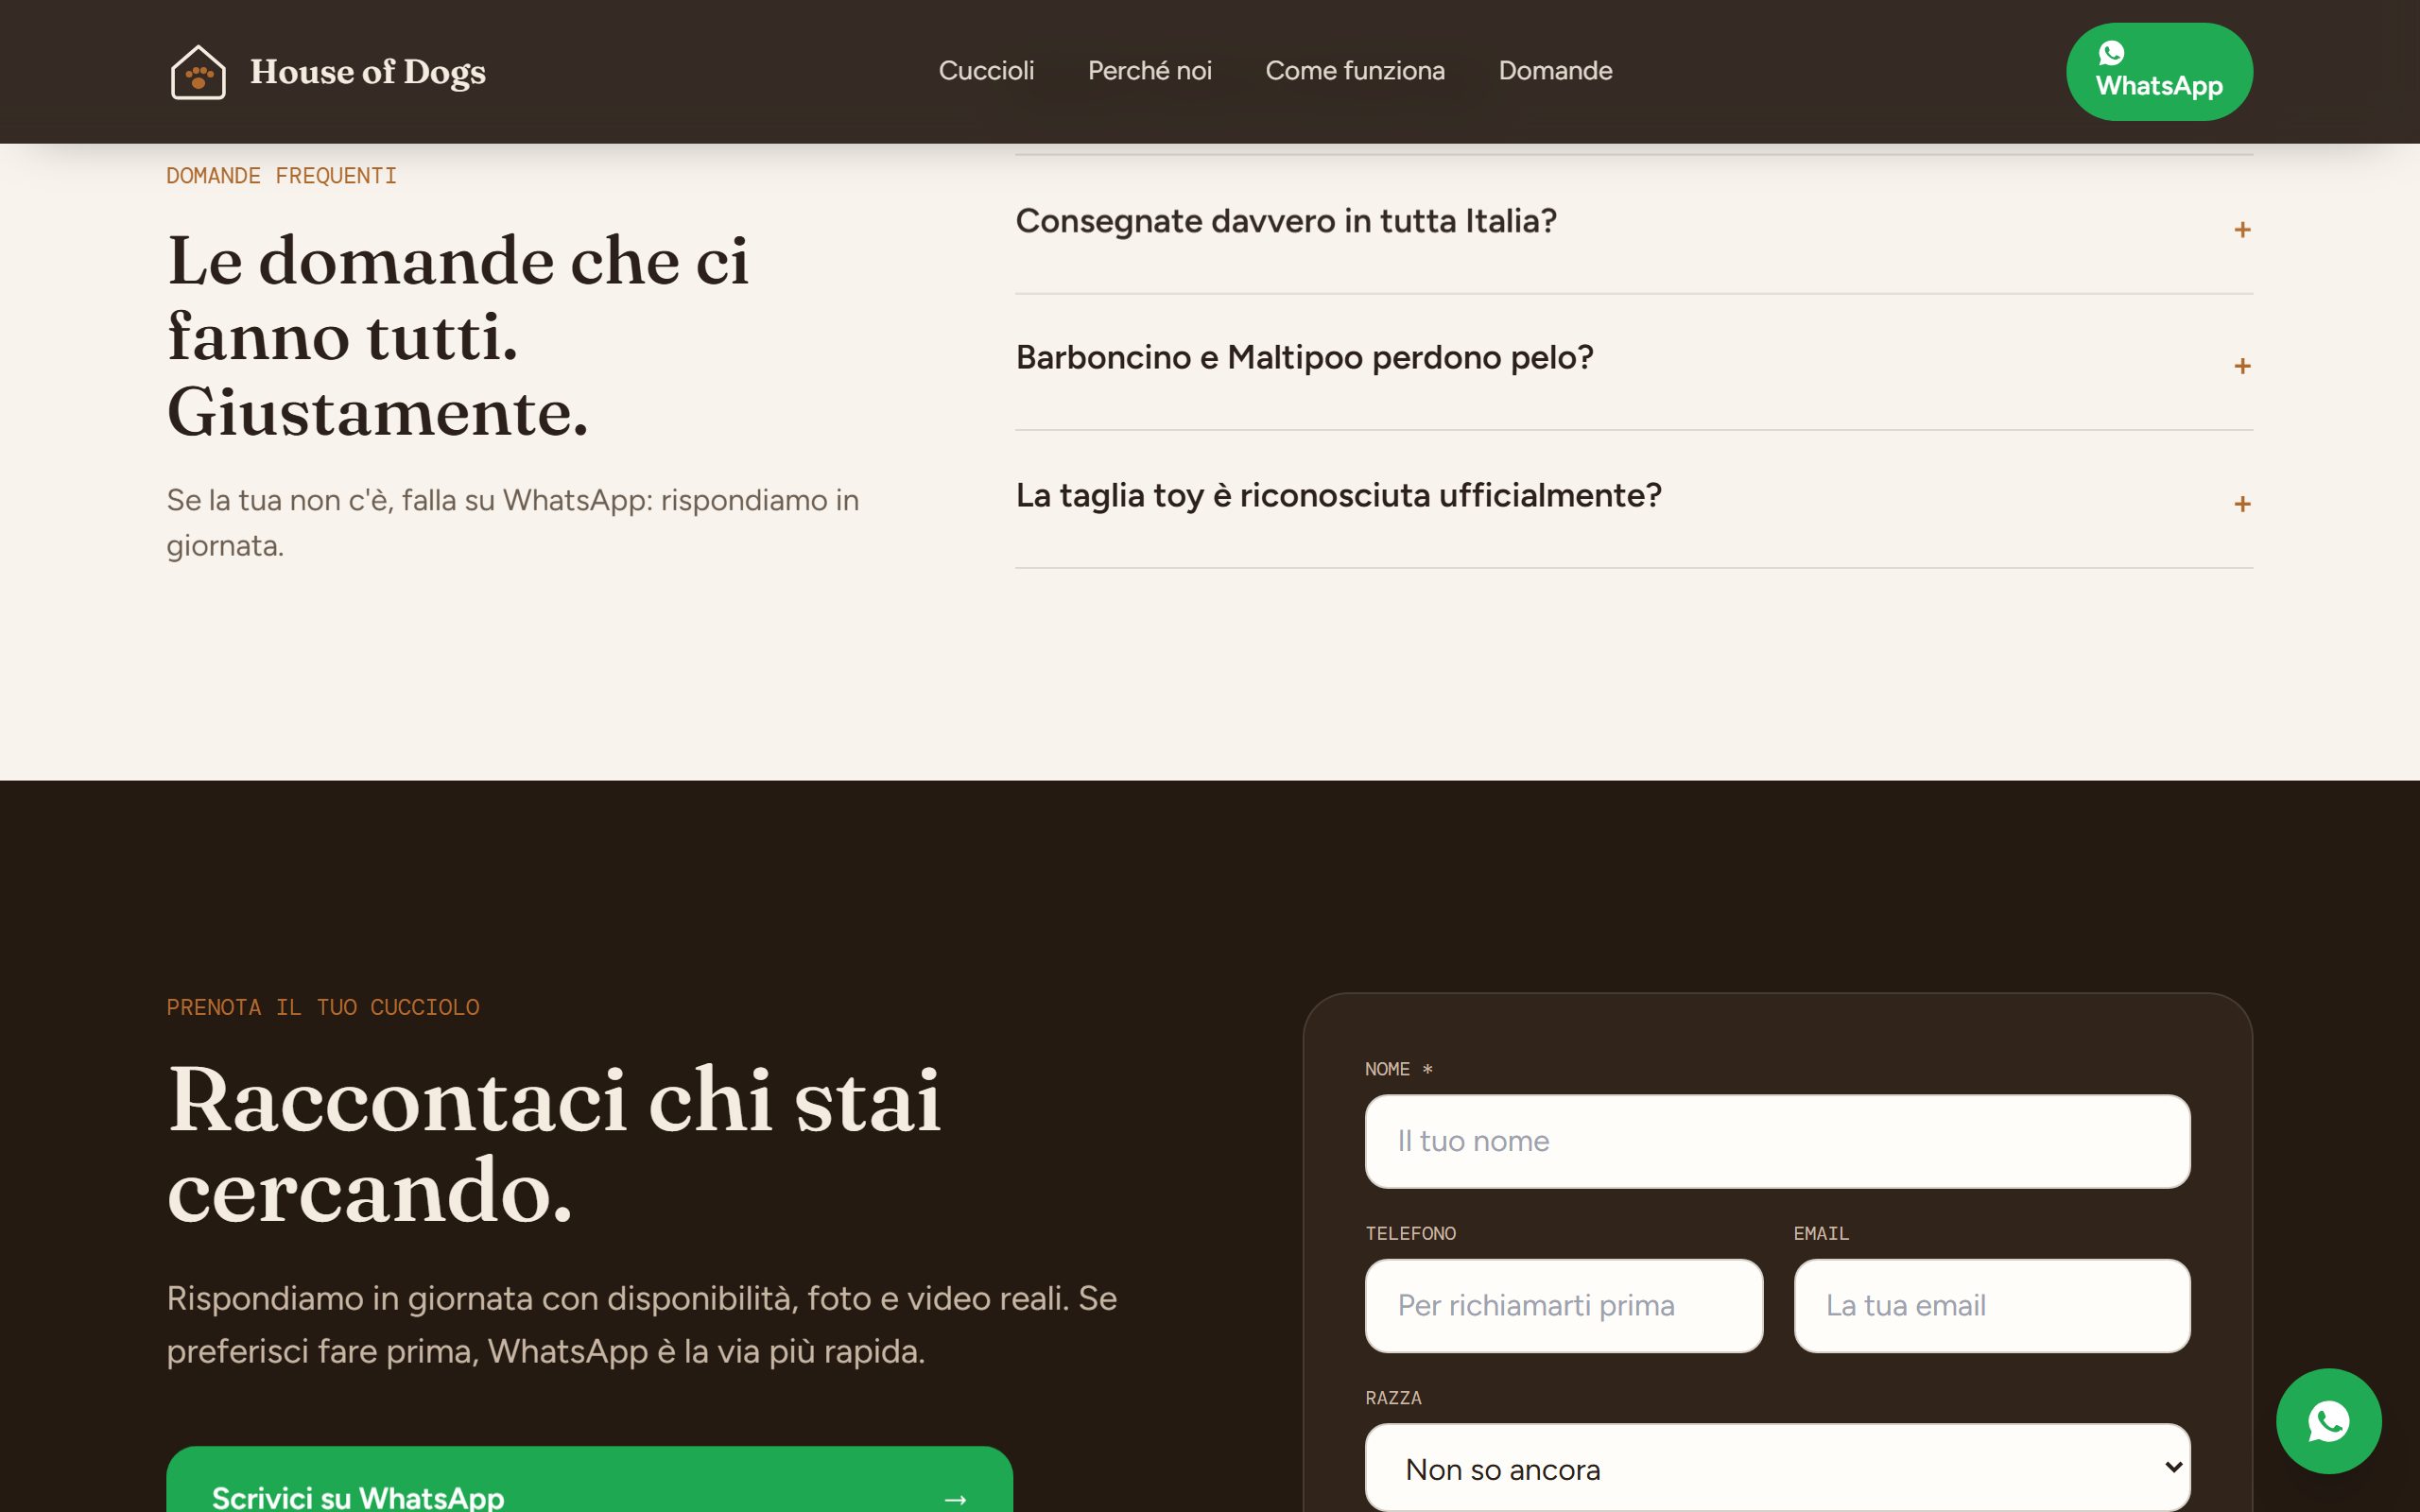 House of Dogs
Cuccioli
Perché noi
Come funziona
Domande
WhatsApp
DOMANDE FREQUENTI
Le domande che ci
fanno tutti.
Giustamente.
Se la tua non c'è, falla su WhatsApp: rispondiamo in
giornata.
Consegnate davvero in tutta Italia?
+
Barboncino e Maltipoo perdono pelo?
+
La taglia toy è riconosciuta ufficialmente?
+
PRENOTA IL TUO CUCCIOLO
Raccontaci chi stai
cercando.
Rispondiamo in giornata con disponibilità, foto e video reali. Se
preferisci fare prima, WhatsApp è la via più rapida.
Scrivici su WhatsApp →
NOME *
Il tuo nome
TELEFONO
Per richiamarti prima
EMAIL
La tua email
RAZZA
Non so ancora